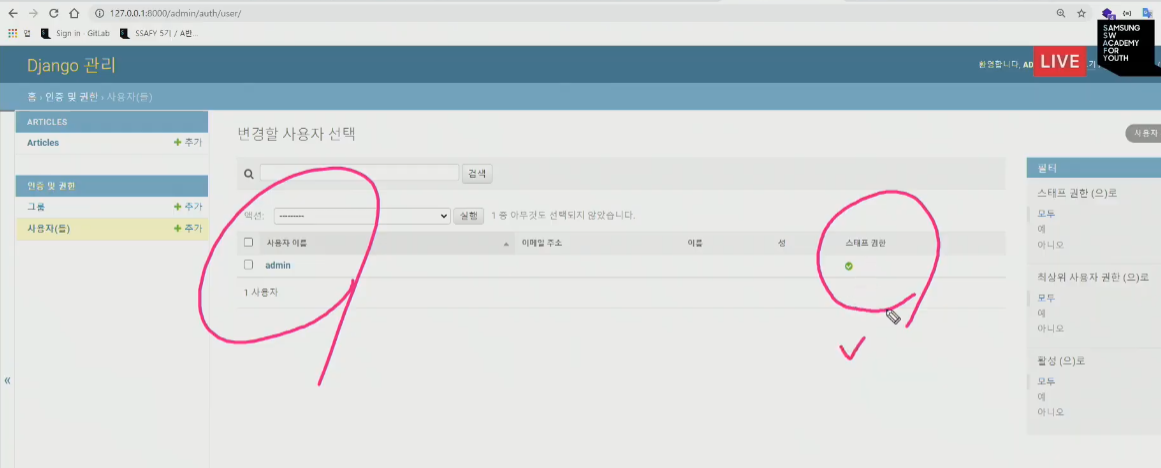 127.0.0.1:8000/admin/auth/user/
앱 Sign in · GitLab SSAFY 5기 / A반...
SAMSUNG
SW
ACADEMY
FOR
YOUTH
LIVE
Django 관리
환영합니다, AD
홈 › 인증 및 권한 › 사용자(들)
ARTICLES
Articles + 추가
인증 및 권한
그룹 + 추가
사용자(들) + 추가
«
변경할 사용자 선택
사용자
검색
액션: --------- 실행 1 중 아무것도 선택되지 않았습니다.
사용자 이름 이메일 주소 이름 성 스태프 권한
admin
1 사용자
필터
스태프 권한 (으)로
모두
예
아니오
최상위 사용자 권한 (으)로
모두
예
아니오
활성 (으)로
모두
예
아니오